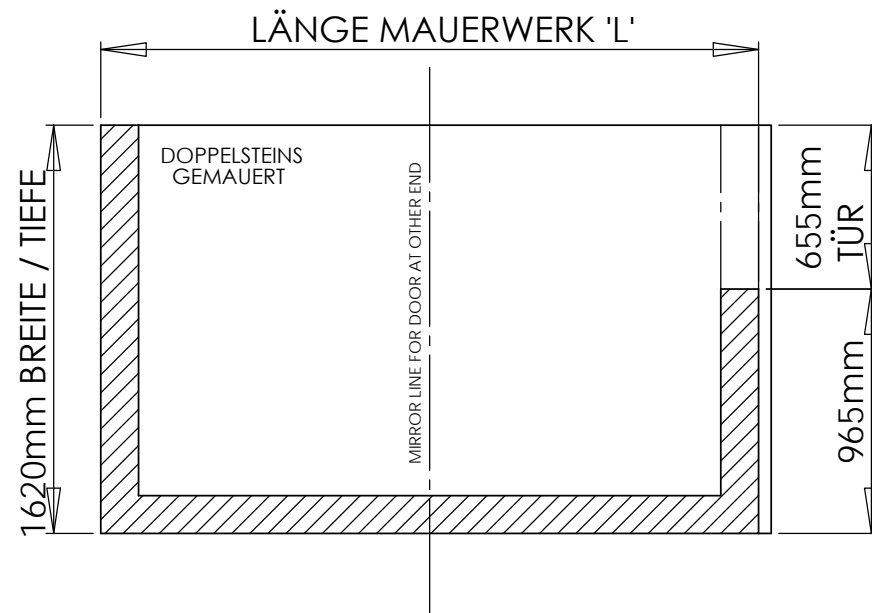 LÄNGE MAUERWERK 'L'
DOPPELSTEINS
GEMAUERT
MIRROR LINE FOR DOOR AT OTHER END
1620mm BREITE / TIEFE
655mm
TÜR
965mm